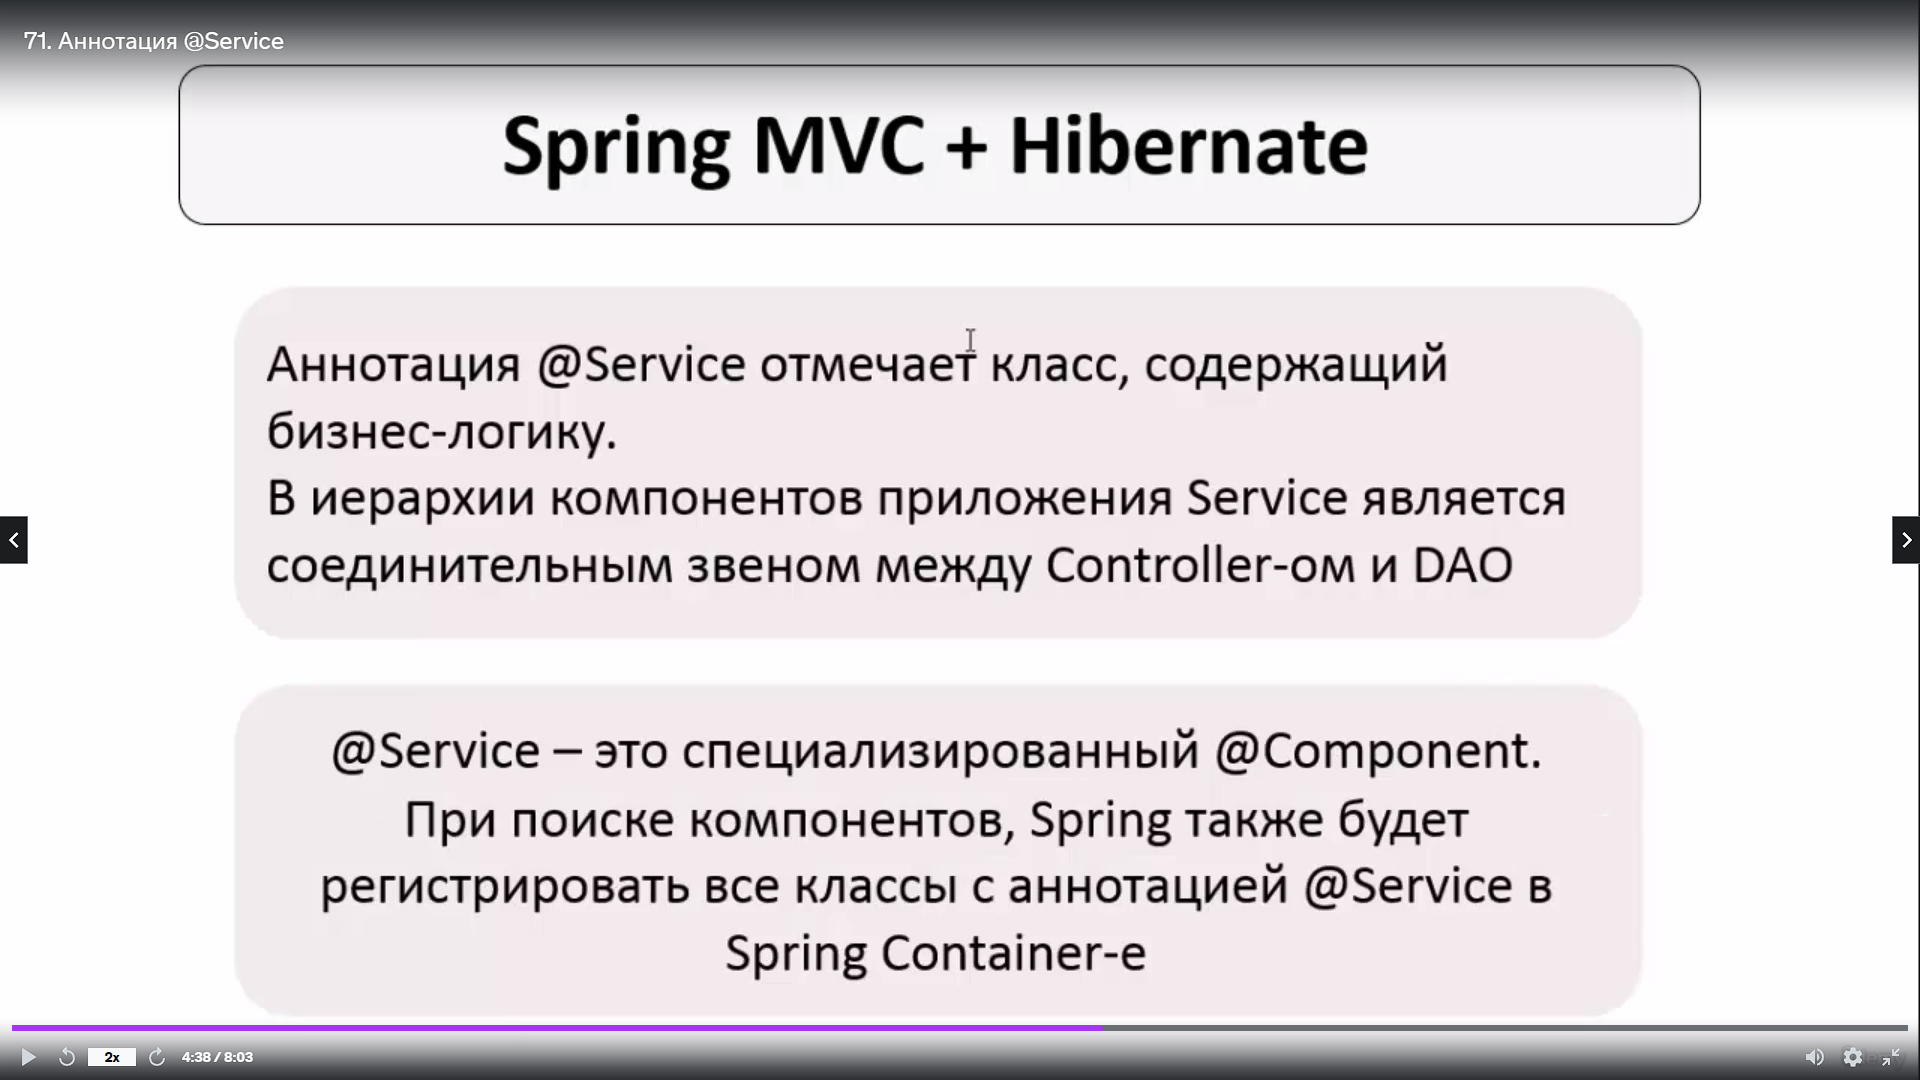 71. Аннотация @Service
Spring MVC + Hibernate
Аннотация @Service отмечает класс, содержащий
бизнес-логику.
В иерархии компонентов приложения Service является
соединительным звеном между Controller-ом и DAO
@Service – это специализированный @Component.
При поиске компонентов, Spring также будет
регистрировать все классы с аннотацией @Service в
Spring Container-е
2x
4:38 / 8:03